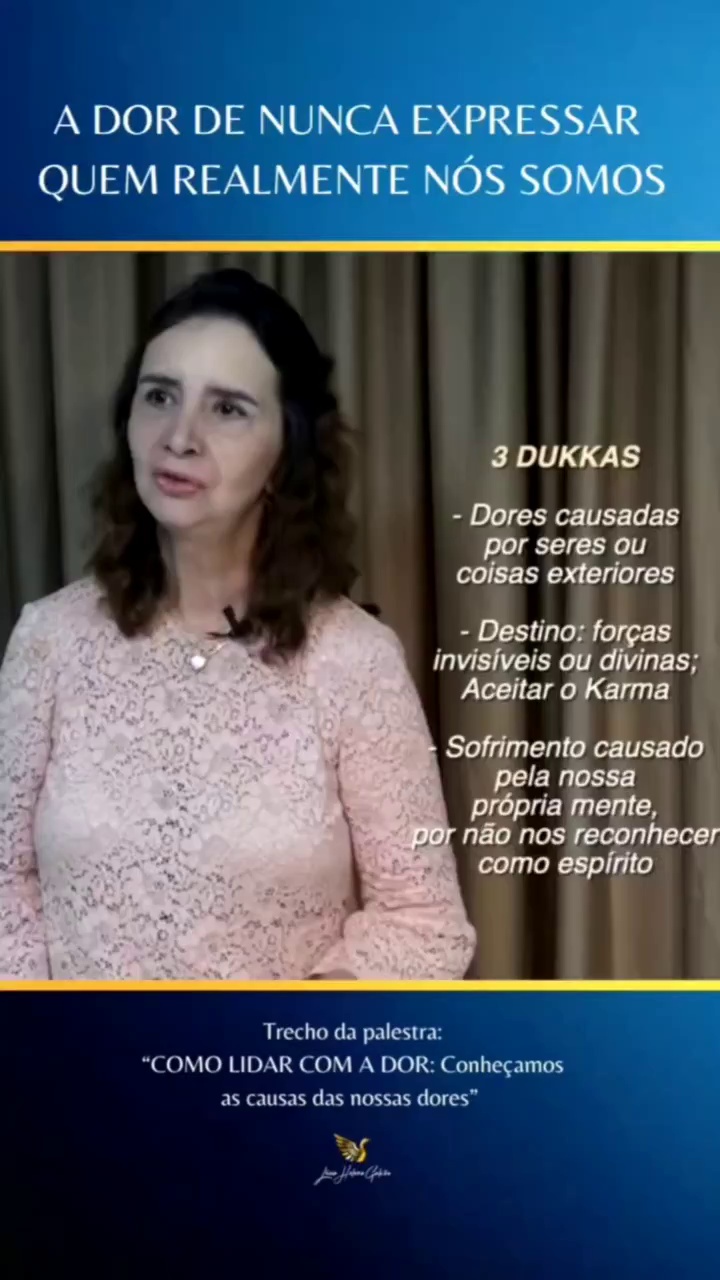 A DOR DE NUNCA EXPRESSAR
QUEM REALMENTE NÓS SOMOS
3 DUKKAS
- Dores causadas
por seres ou
coisas exteriores
- Destino: forças
invisíveis ou divinas;
Aceitar o Karma
- Sofrimento causado
pela nossa
própria mente,
por não nos reconhecer
como espírito
Trecho da palestra:
“COMO LIDAR COM A DOR: Conheçamos
as causas das nossas dores”